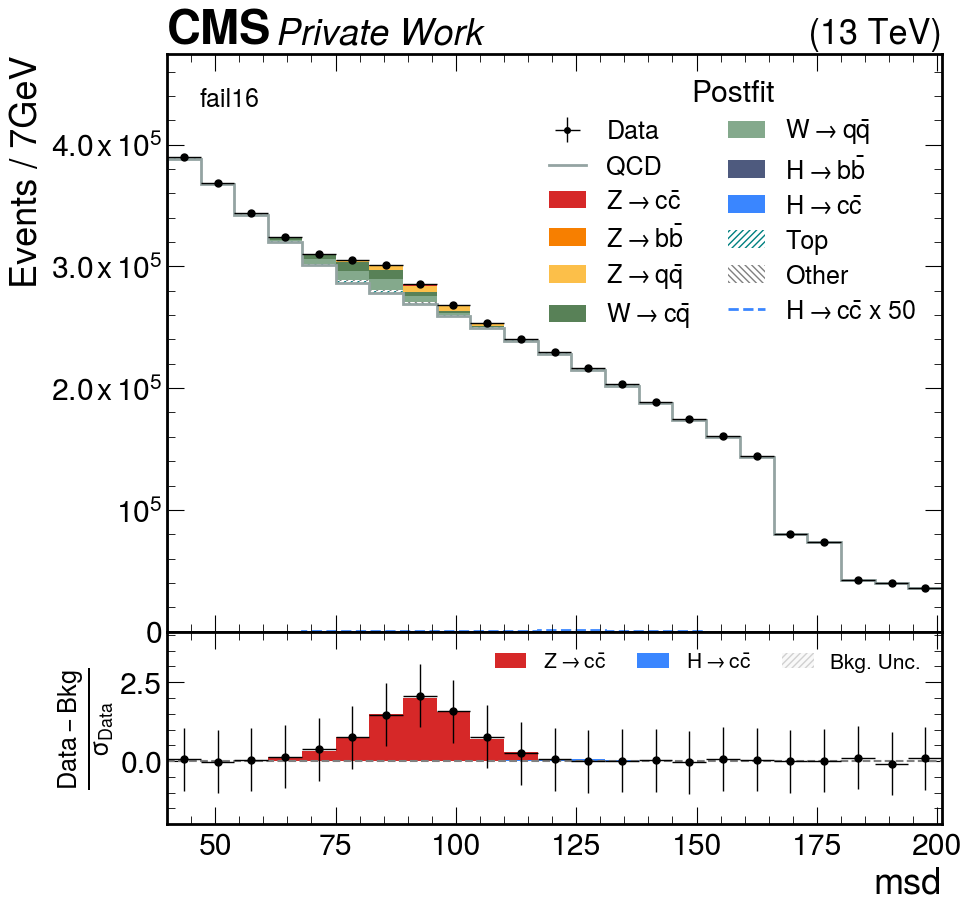 CMS Private Work (13 TeV)
Events / 7GeV
fail16
Postfit
Data
QCD
Z → cc̄
Z → bb̄
Z → qq̄
W → cq̄
W → qq̄
H → bb̄
H → cc̄
Top
Other
H → cc̄ x 50
4.0 x 10⁵
3.0 x 10⁵
2.0 x 10⁵
10⁵
0
Z → cc̄
H → cc̄
Bkg. Unc.
Data − Bkg
σData
2.5
0.0
50 75 100 125 150 175 200
msd